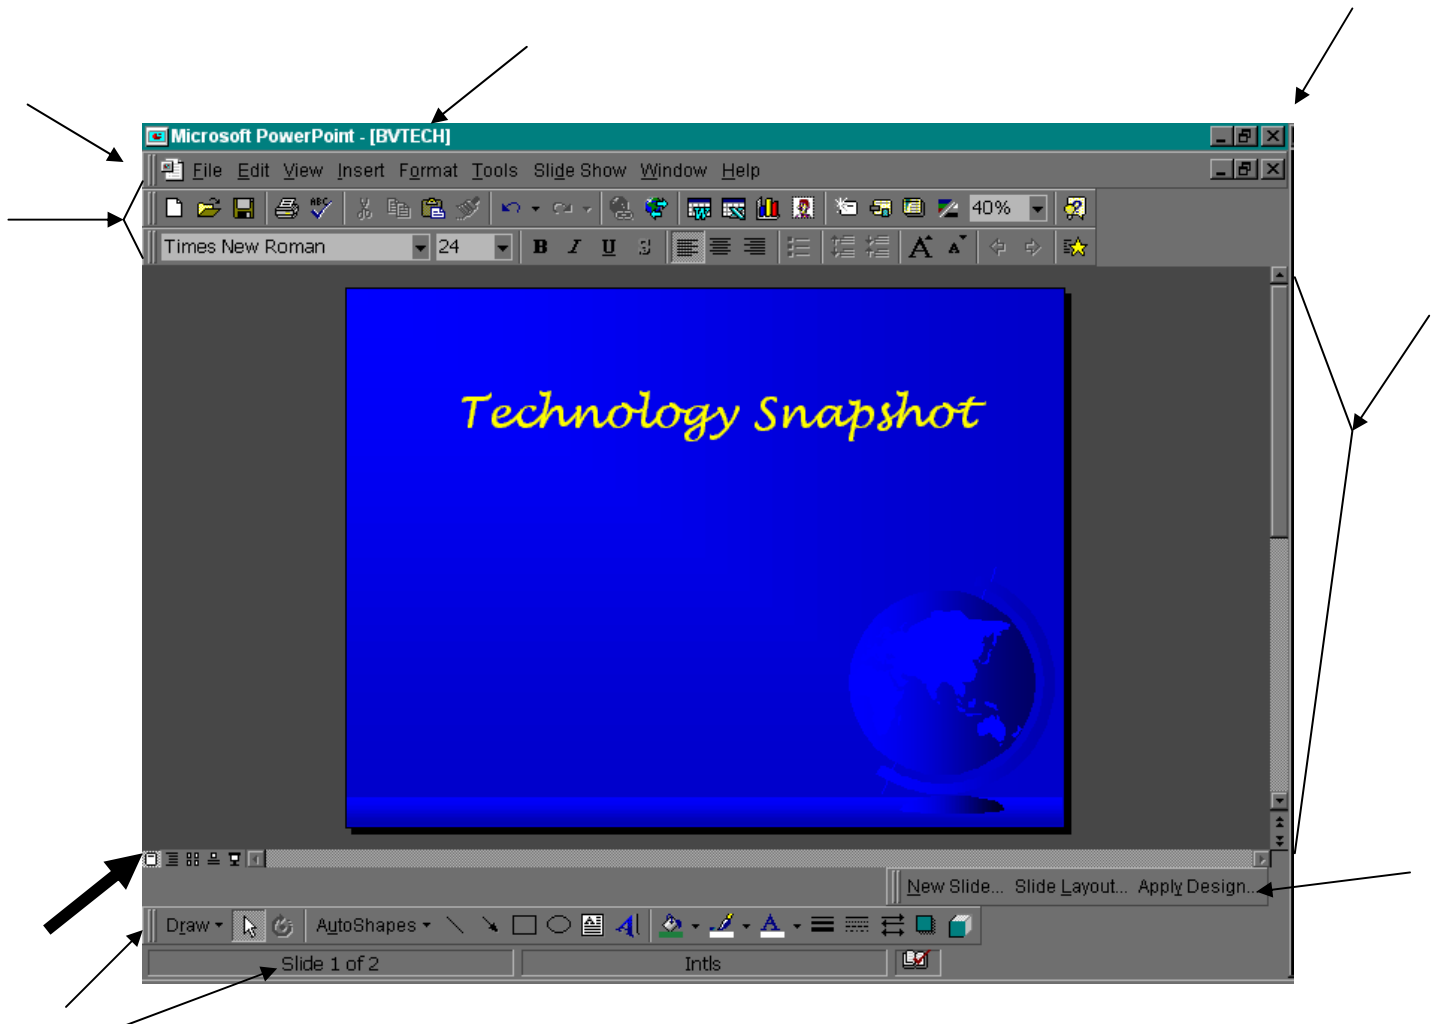 Microsoft PowerPoint - [BVTECH]
File Edit View Insert Format Tools Slide Show Window Help
ABC 40%
Times New Roman 24 B I U S A A
Technology Snapshot
New Slide... Slide Layout... Apply Design...
Draw AutoShapes A A
Slide 1 of 2 Intls